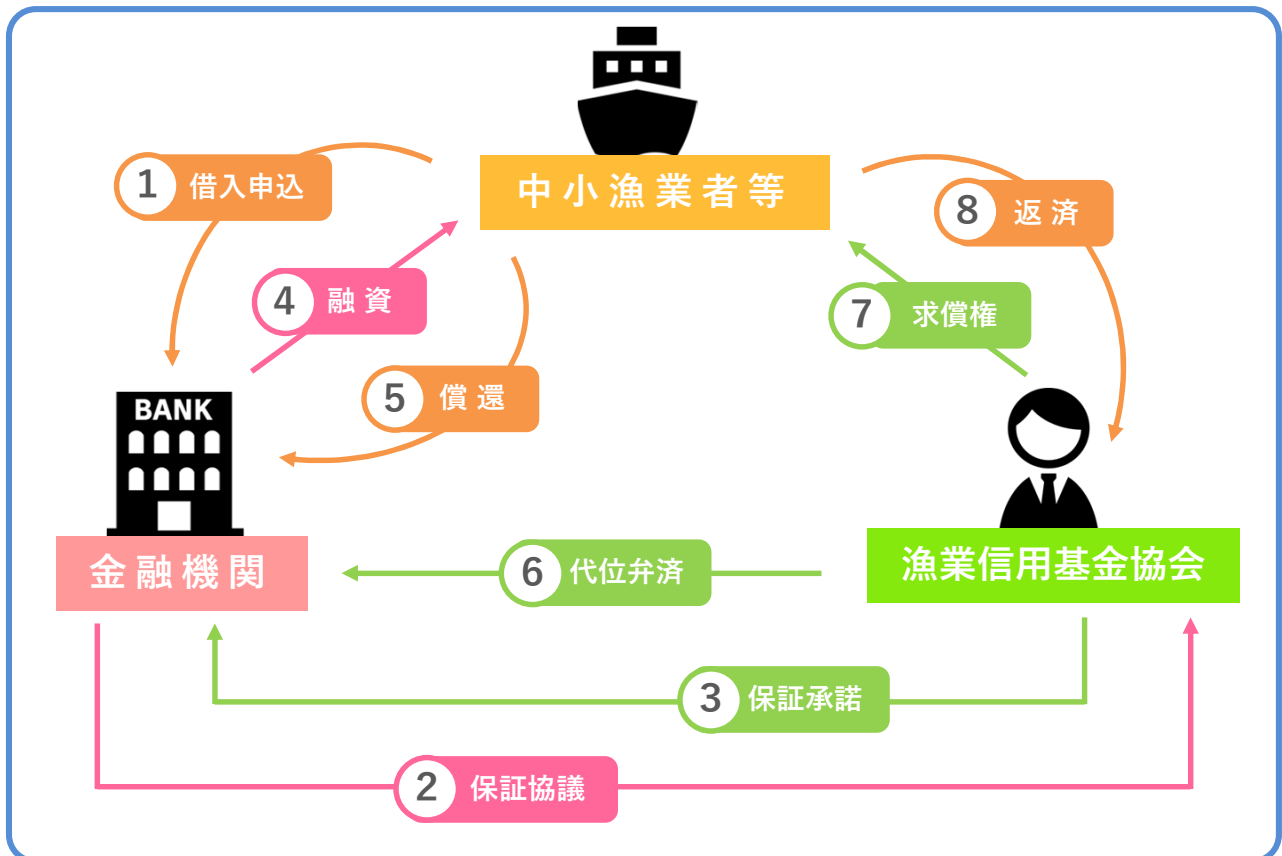 中小漁業者等
1 借入申込
8 返済
4 融資
7 求償権
5 償還
BANK
金融機関
6 代位弁済
漁業信用基金協会
3 保証承諾
2 保証協議